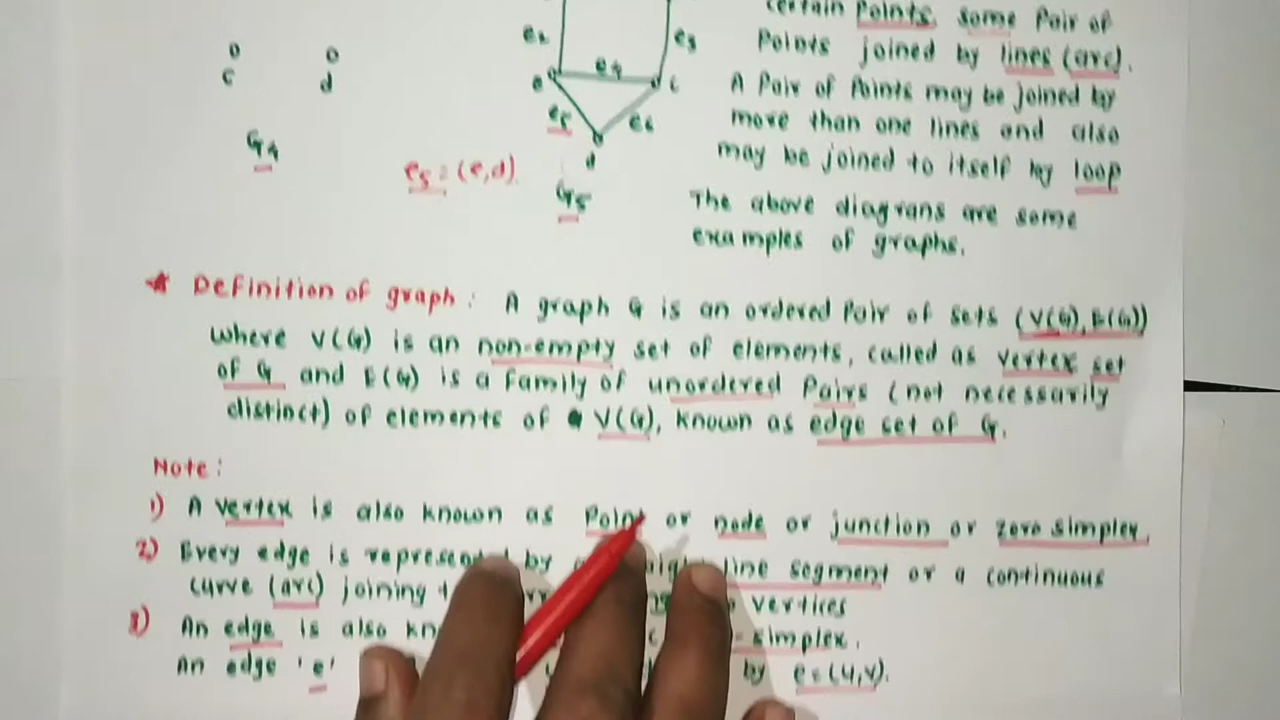 certain Points, some Pair of
Points joined by lines (arc).
A Pair of Points may be joined by
more than one lines and also
may be joined to itself by loop
The above diagrams are some
examples of graphs.
c d
G4
e3
e4
e c
e5 e6
d
e5 = (e,d).
G5
* Definition of graph : A graph G is an ordered Pair of sets (V(G), E(G))
where V(G) is an non-empty set of elements, called as vertex set
of G and E(G) is a Family of unordered Pairs (not necessarily
distinct) of elements of V(G), known as edge set of G.
Note :
1) A vertex is also known as Point or node or junction or zero simplex.
2) Every edge is by line segment or a continuous
curve (arc) joining vertices
3) An edge is also simplex.
An edge 'e' by e = (u,v).